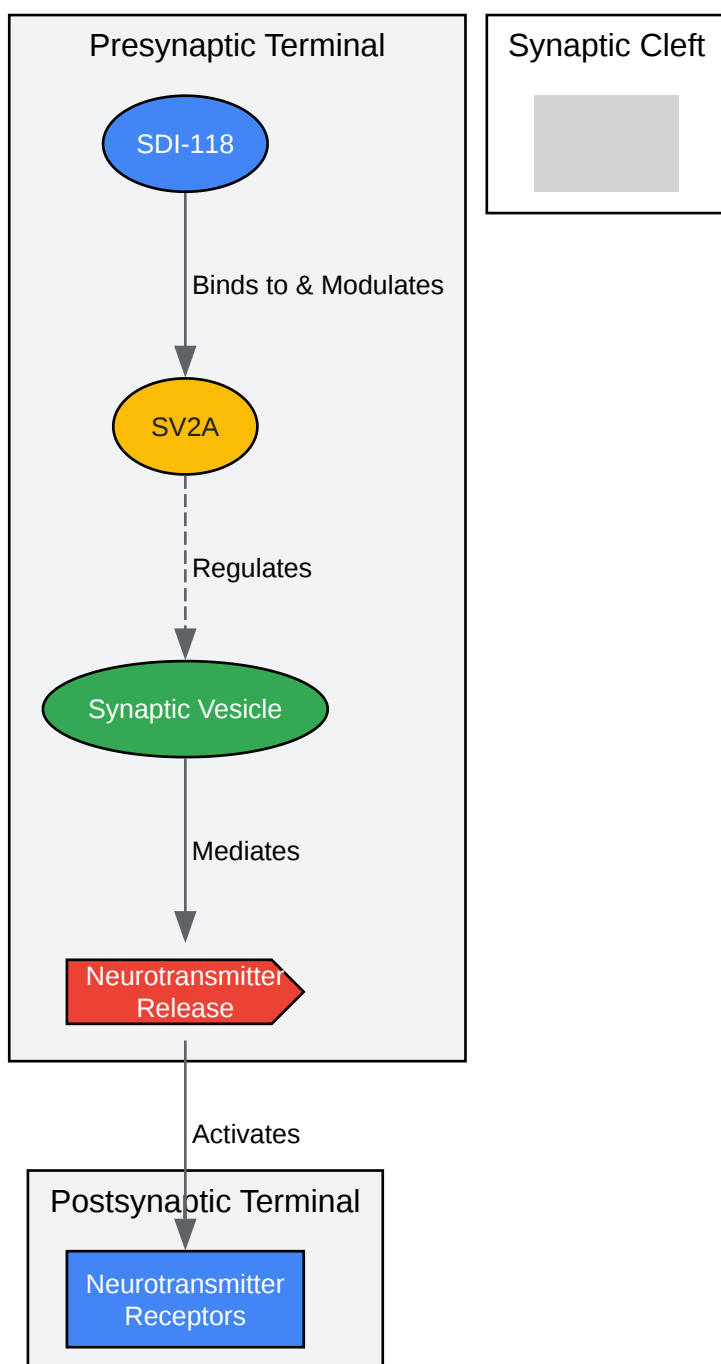 Presynaptic Terminal
Synaptic Cleft
SDI-118
Binds to & Modulates
SV2A
Regulates
Synaptic Vesicle
Mediates
Neurotransmitter
Release
Activates
Postsynaptic Terminal
Neurotransmitter
Receptors